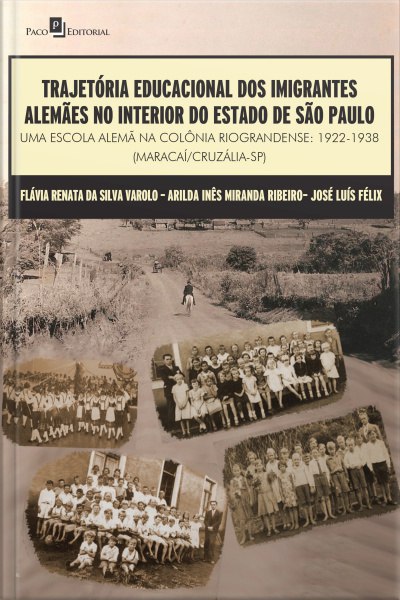 PACO EDITORIAL
TRAJETÓRIA EDUCACIONAL DOS IMIGRANTES
ALEMÃES NO INTERIOR DO ESTADO DE SÃO PAULO
UMA ESCOLA ALEMÃ NA COLÔNIA RIOGRANDENSE: 1922-1938
(MARACAÍ/CRUZÁLIA-SP)
FLÁVIA RENATA DA SILVA VAROLO - ARILDA INÊS MIRANDA RIBEIRO- JOSÉ LUÍS FÉLIX